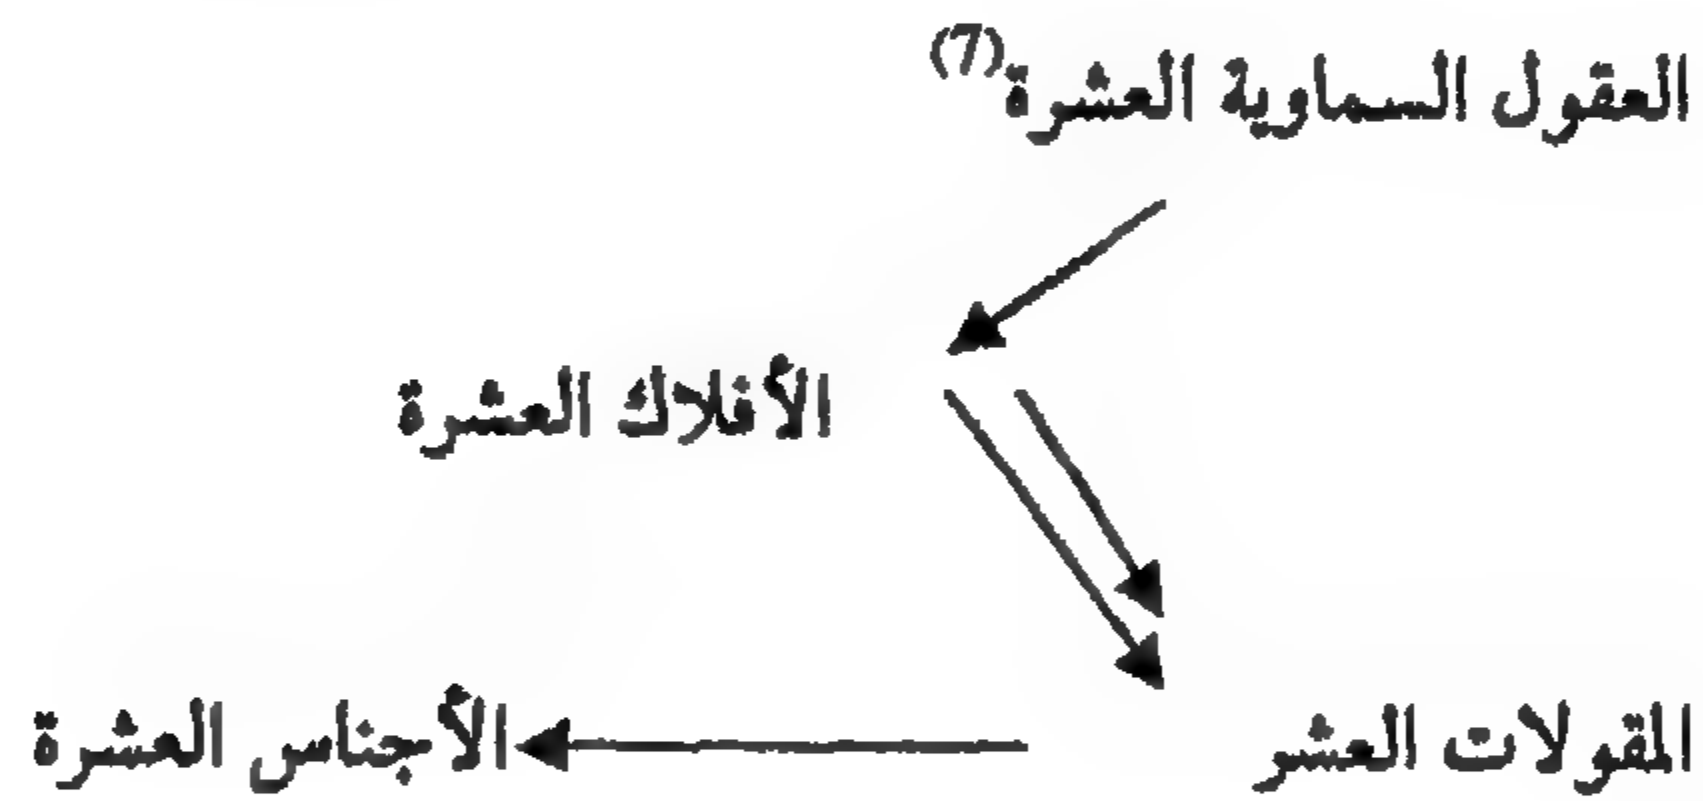 العقول السماوية العشرة(7)
الأفلاك العشرة
المقولات العشر
الأجناس العشرة